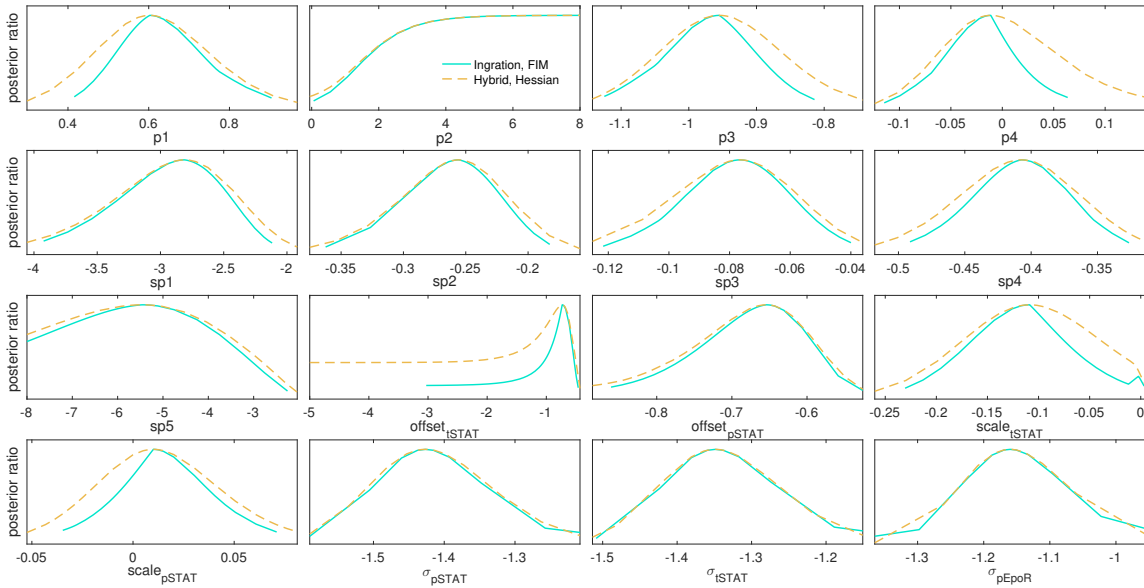 posterior ratio
Ingration, FIM
Hybrid, Hessian
0.4 0.6 0.8
p1
0 2 4 6 8
p2
-1.1 -1 -0.9 -0.8
p3
-0.1 -0.05 0 0.05 0.1
p4
posterior ratio
-4 -3.5 -3 -2.5 -2
sp1
-0.35 -0.3 -0.25 -0.2
sp2
-0.12 -0.1 -0.08 -0.06 -0.04
sp3
-0.5 -0.45 -0.4 -0.35
sp4
posterior ratio
-8 -7 -6 -5 -4 -3
sp5
-5 -4 -3 -2 -1
offset_tSTAT
-0.8 -0.7 -0.6
offset_pSTAT
-0.25 -0.2 -0.15 -0.1 -0.05 0
scale_tSTAT
posterior ratio
-0.05 0 0.05
scale_pSTAT
-1.5 -1.4 -1.3
σ_pSTAT
-1.5 -1.4 -1.3 -1.2
σ_tSTAT
-1.3 -1.2 -1.1 -1
σ_pEpoR